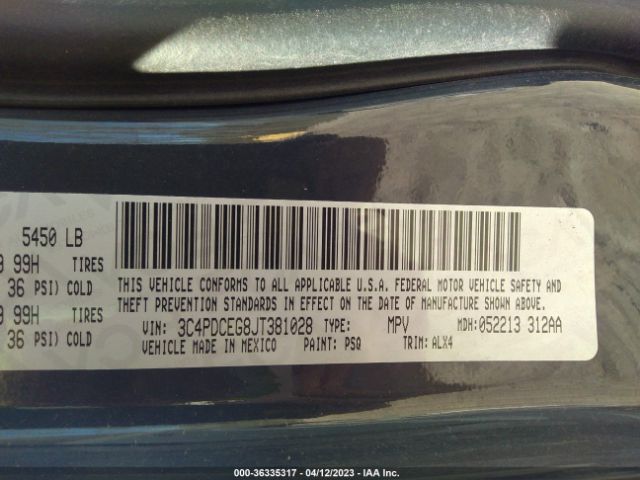 5450 LB
99H TIRES
36 PSI) COLD
99H TIRES
36 PSI) COLD
THIS VEHICLE CONFORMS TO ALL APPLICABLE U.S.A. FEDERAL MOTOR VEHICLE SAFETY AND
THEFT PREVENTION STANDARDS IN EFFECT ON THE DATE OF MANUFACTURE SHOWN ABOVE.
VIN: 3C4PDCEG8JT381028 TYPE: MPV MDH: 052213 312AA
VEHICLE MADE IN MEXICO PAINT: PSQ TRIM: ALX4
000-36335317 - 04/12/2023 - IAA Inc.